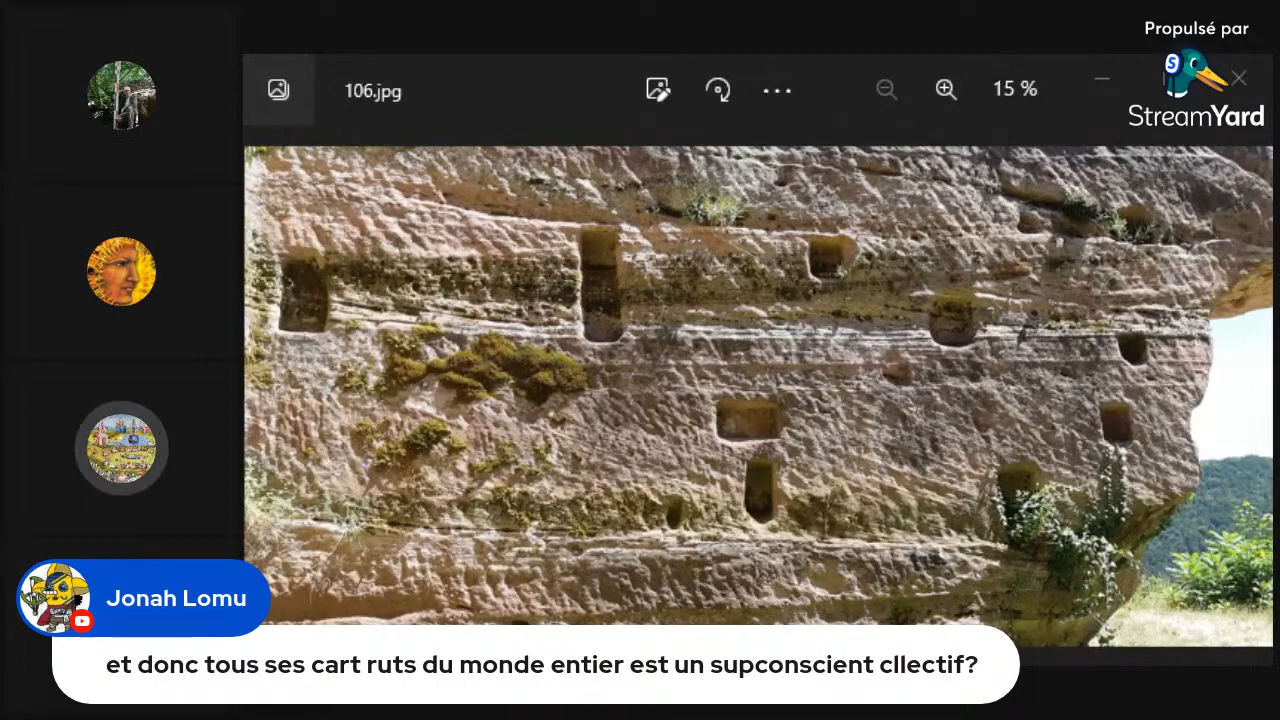 Propulsé par
106.jpg
15 %
StreamYard
Jonah Lomu
et donc tous ses cart ruts du monde entier est un supconscient cllectif?